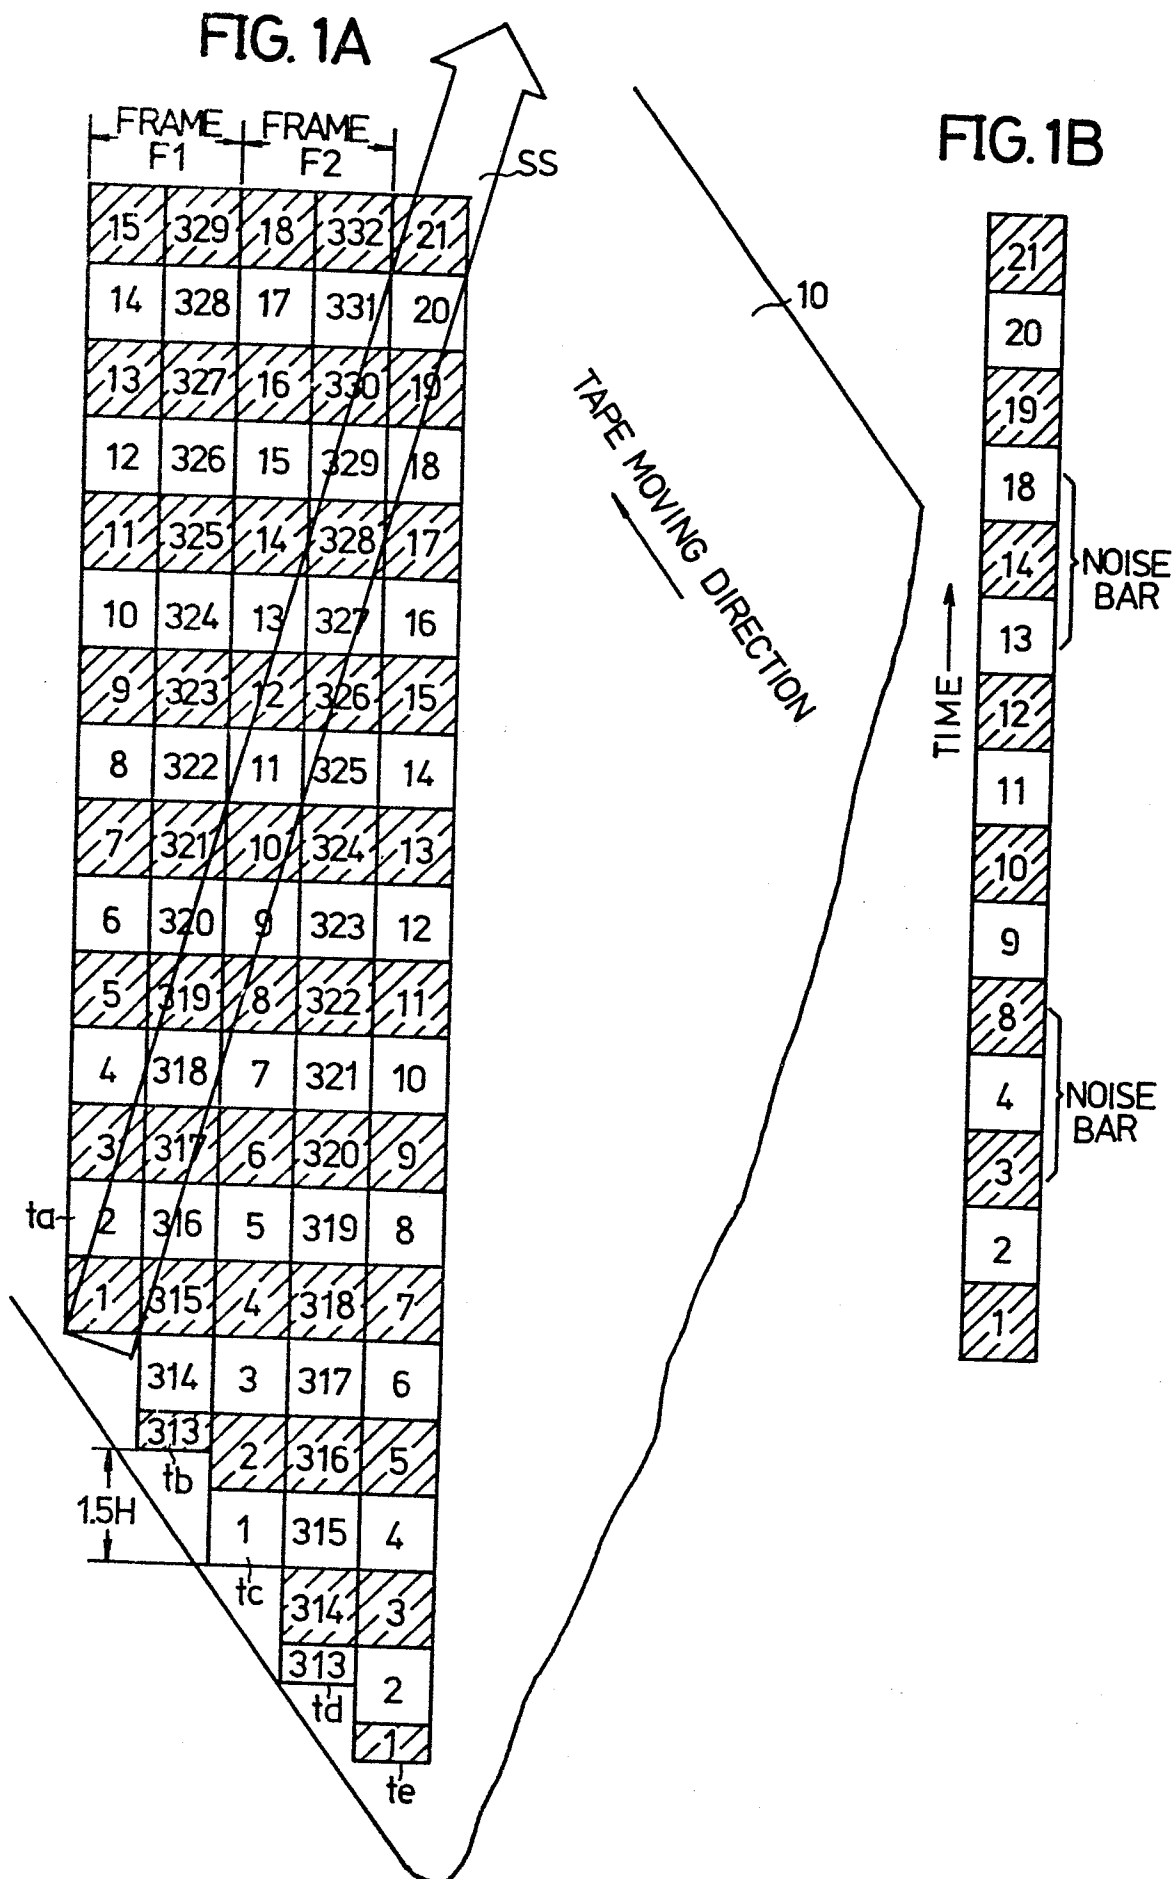 FIG. 1A
FRAME F1 FRAME F2
SS
15 329 18 332 21
14 328 17 331 20
13 327 16 330 19
12 326 15 329 18
11 325 14 328 17
10 324 13 327 16
9 323 12 326 15
8 322 11 325 14
7 321 10 324 13
6 320 9 323 12
5 319 8 322 11
4 318 7 321 10
3 317 6 320 9
ta 2 316 5 319 8
1 315 4 318 7
314 3 317 6
313 2 316 5
tb
1.5H
1 315 4
tc
314 3
313 2
td
1
te
10
TAPE MOVING DIRECTION
FIG. 1B
21
20
19
18
14
13
NOISE
BAR
12
11
10
9
8
4
3
NOISE
BAR
2
1
TIME